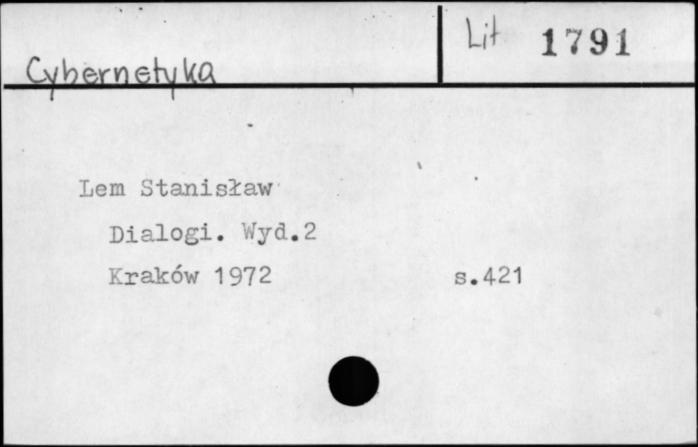 Cybernetyka
Lit 1791
Lem Stanisław
Dialogi. Wyd.2
Kraków 1972 s.421